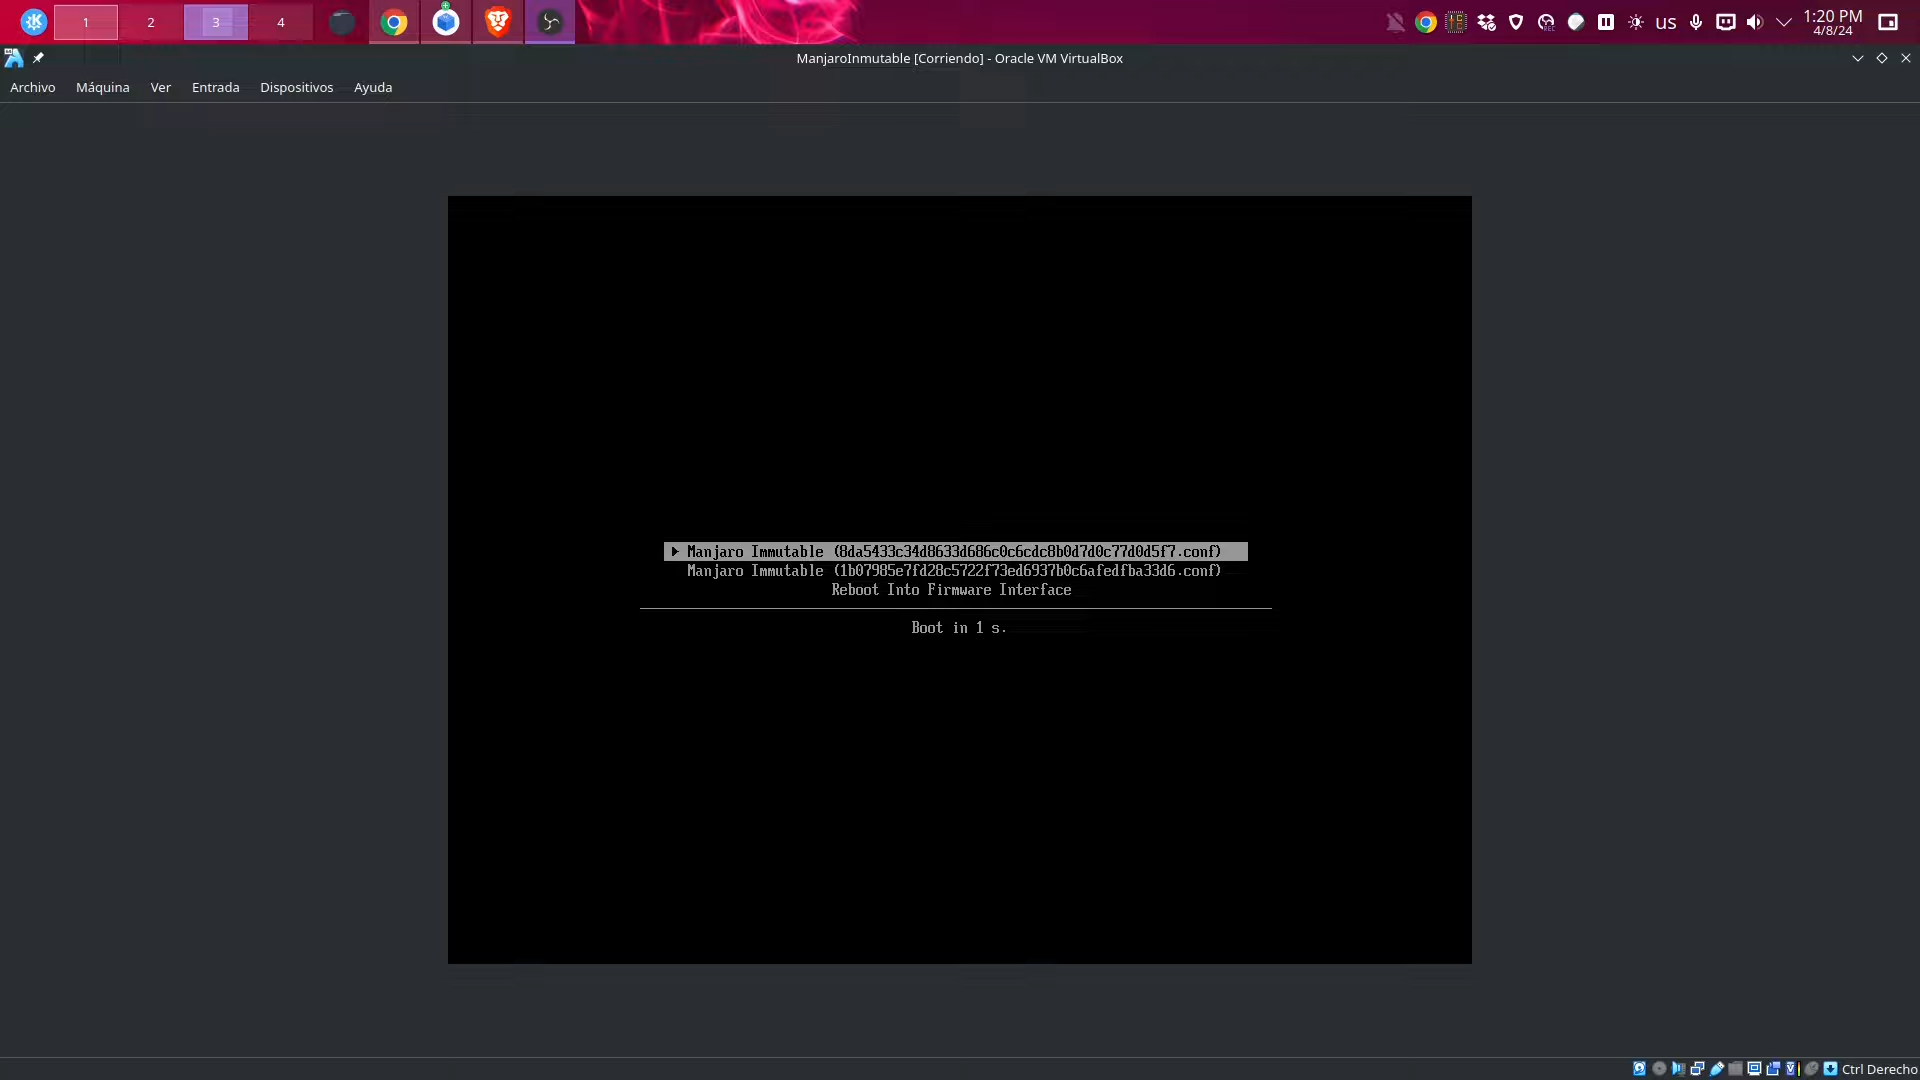 1
2
3
4
us
1:20 PM
4/8/24
ManjaroInmutable [Corriendo] - Oracle VM VirtualBox
Archivo Máquina Ver Entrada Dispositivos Ayuda
Manjaro Immutable (8da5433c34d8633d686c0c6cdc8b0d7d0c77d0d5f7.conf)
Manjaro Immutable (1b07985e7fd28c5722f73ed6937b0c6afedfba33d6.conf)
Reboot Into Firmware Interface
Boot in 1 s.
Ctrl Derecho